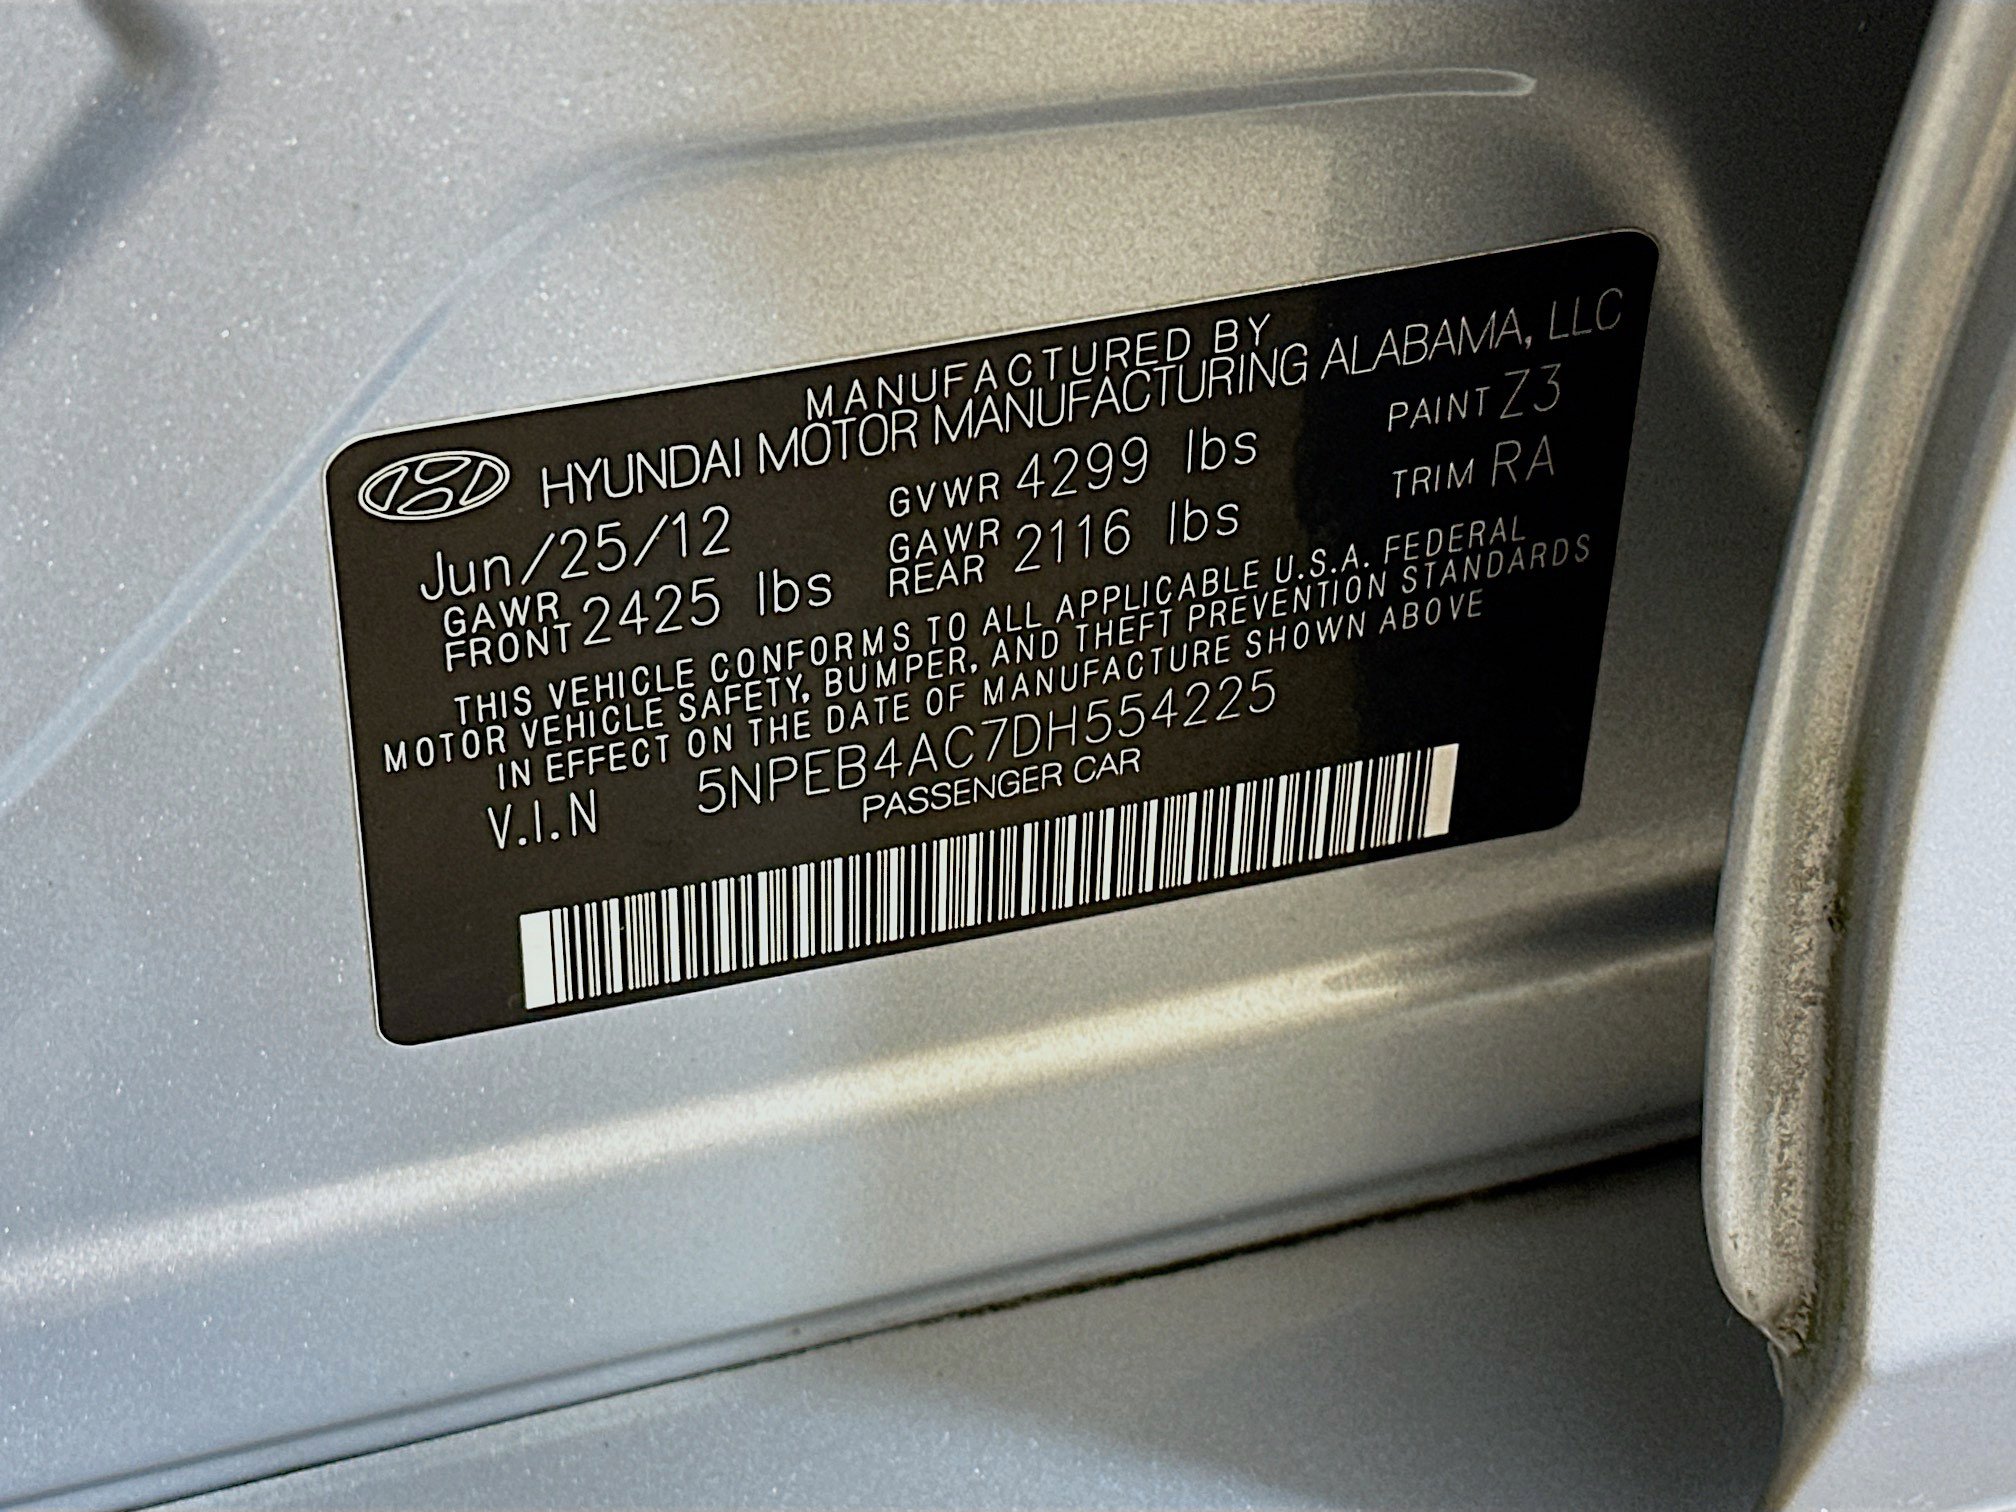 MANUFACTURED BY
HYUNDAI MOTOR MANUFACTURING ALABAMA, LLC
Jun/25/12 GVWR 4299 lbs PAINT Z3
GAWR FRONT 2425 lbs GAWR REAR 2116 lbs TRIM RA
THIS VEHICLE CONFORMS TO ALL APPLICABLE U.S.A. FEDERAL
MOTOR VEHICLE SAFETY, BUMPER, AND THEFT PREVENTION STANDARDS
IN EFFECT ON THE DATE OF MANUFACTURE SHOWN ABOVE
V.I.N 5NPEB4AC7DH554225
PASSENGER CAR